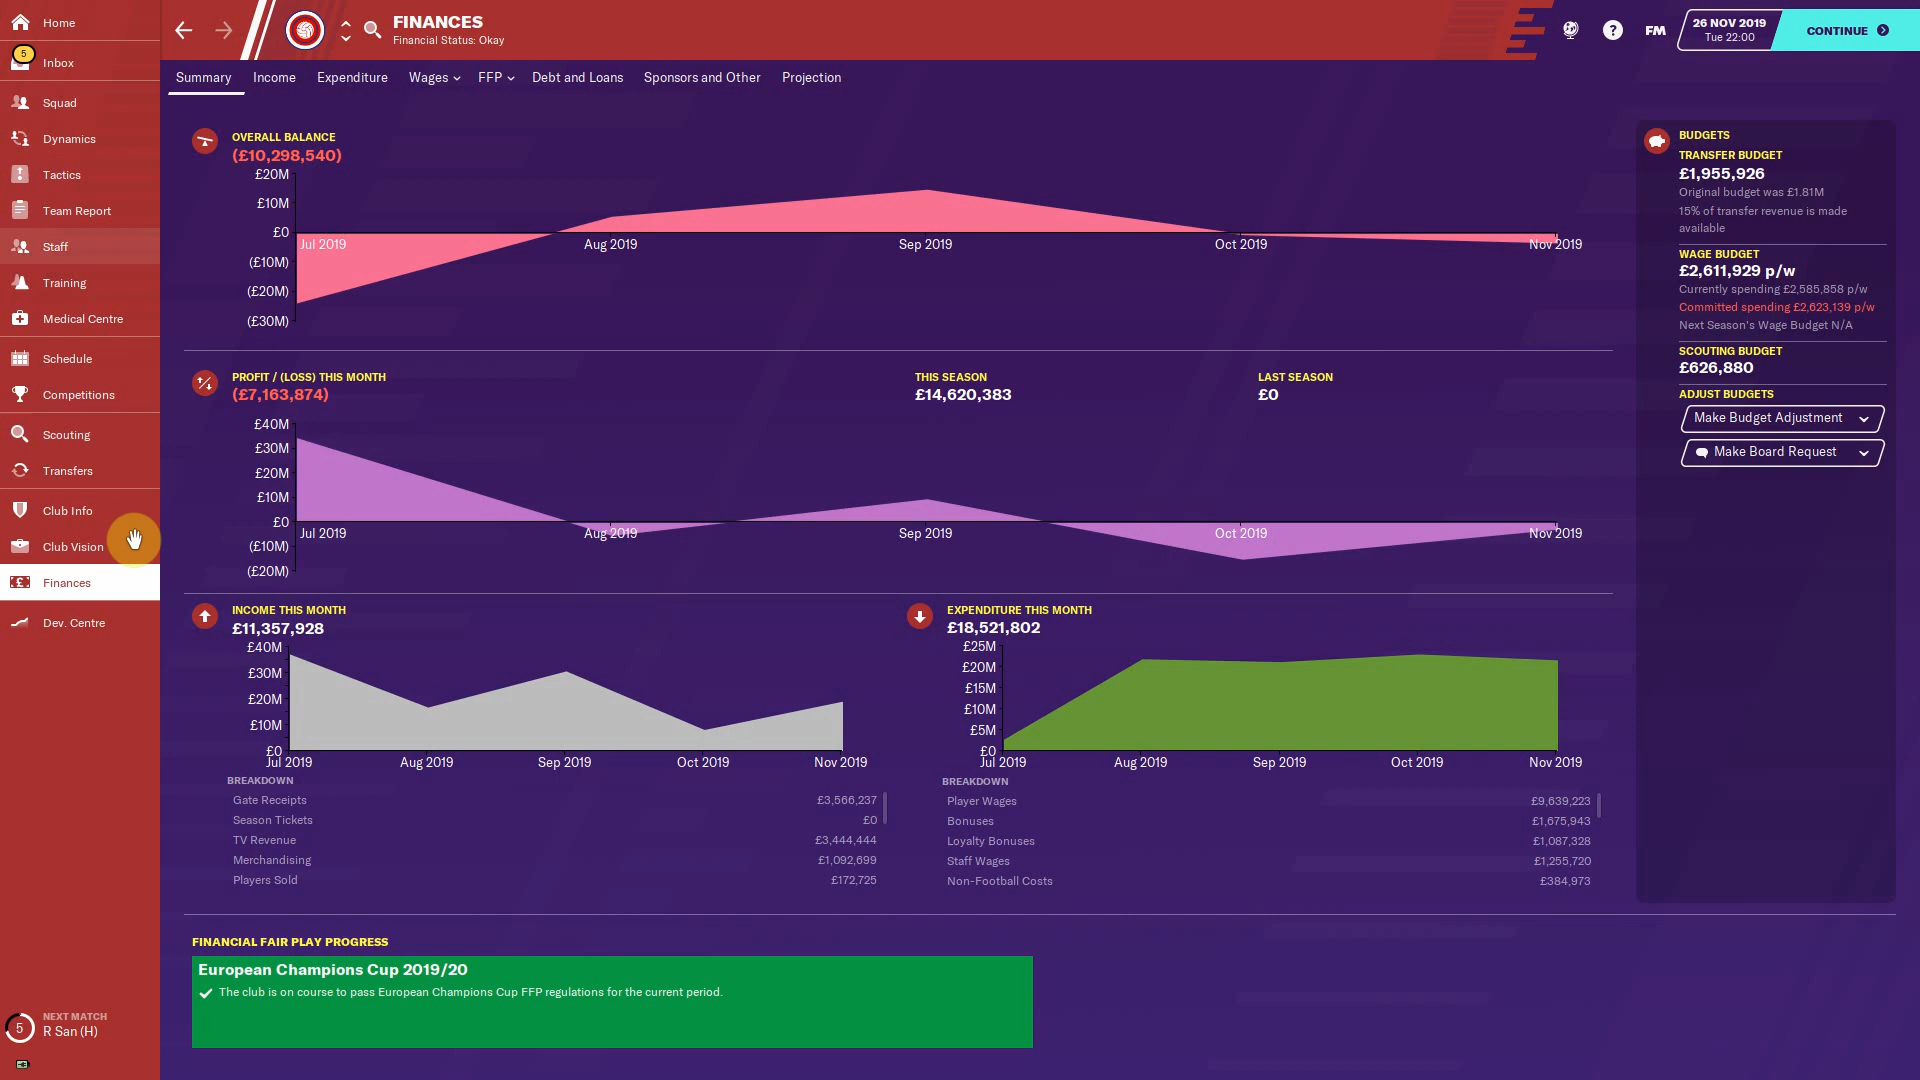 Home
5
Inbox
Squad
Dynamics
Tactics
Team Report
Staff
Training
Medical Centre
Schedule
Competitions
Scouting
Transfers
Club Info
Club Vision
Finances
Dev. Centre
NEXT MATCH
5
R San (H)
FINANCES
Financial Status: Okay
?
FM
26 NOV 2019
Tue 22:00
CONTINUE
Summary Income Expenditure Wages FFP Debt and Loans Sponsors and Other Projection
OVERALL BALANCE
(£10,298,540)
£20M
£10M
£0
(£10M)
(£20M)
(£30M)
Jul 2019 Aug 2019 Sep 2019 Oct 2019 Nov 2019
PROFIT / (LOSS) THIS MONTH
(£7,163,874)
THIS SEASON
£14,620,383
LAST SEASON
£0
£40M
£30M
£20M
£10M
£0
(£10M)
(£20M)
Jul 2019 Aug 2019 Sep 2019 Oct 2019 Nov 2019
INCOME THIS MONTH
£11,357,928
£40M
£30M
£20M
£10M
£0
Jul 2019 Aug 2019 Sep 2019 Oct 2019 Nov 2019
BREAKDOWN
Gate Receipts £3,566,237
Season Tickets £0
TV Revenue £3,444,444
Merchandising £1,092,699
Players Sold £172,725
EXPENDITURE THIS MONTH
£18,521,802
£25M
£20M
£15M
£10M
£5M
£0
Jul 2019 Aug 2019 Sep 2019 Oct 2019 Nov 2019
BREAKDOWN
Player Wages £9,639,223
Bonuses £1,675,943
Loyalty Bonuses £1,087,328
Staff Wages £1,255,720
Non-Football Costs £384,973
FINANCIAL FAIR PLAY PROGRESS
European Champions Cup 2019/20
The club is on course to pass European Champions Cup FFP regulations for the current period.
BUDGETS
TRANSFER BUDGET
£1,955,926
Original budget was £1.81M
15% of transfer revenue is made
available
WAGE BUDGET
£2,611,929 p/w
Currently spending £2,585,858 p/w
Committed spending £2,623,139 p/w
Next Season's Wage Budget N/A
SCOUTING BUDGET
£626,880
ADJUST BUDGETS
Make Budget Adjustment
Make Board Request